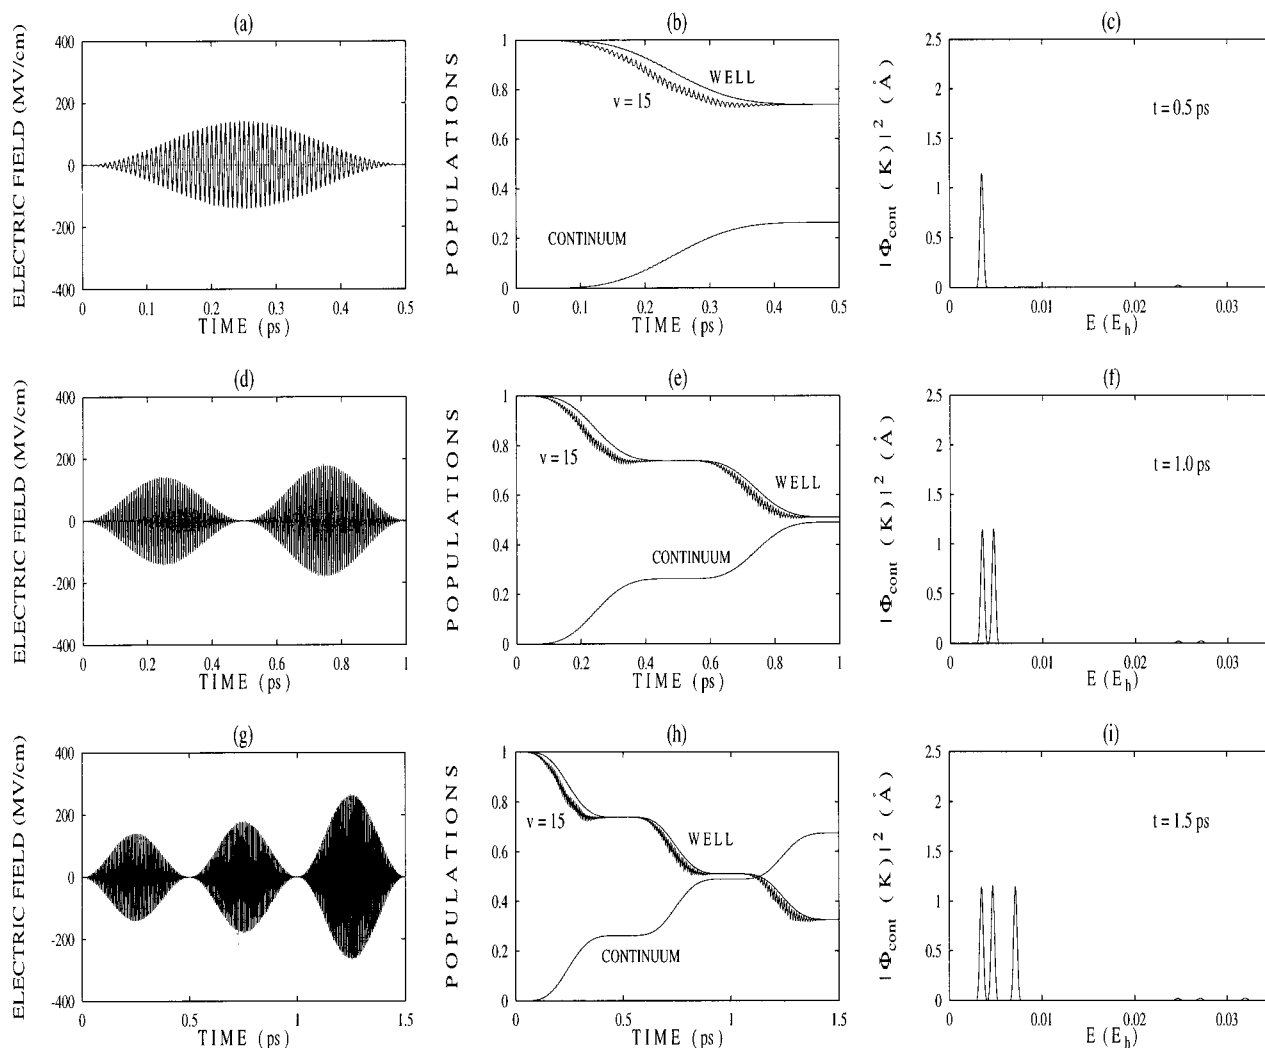 (a)
ELECTRIC FIELD (MV/cm)
400
200
0
-200
-400
0 0.1 0.2 0.3 0.4 0.5
TIME (ps)
(b)
POPULATIONS
1
0.8
0.6
0.4
0.2
0
WELL
v = 15
CONTINUUM
0 0.1 0.2 0.3 0.4 0.5
TIME (ps)
(c)
|Φcont (K)|² (Å)
2.5
2
1.5
1
0.5
0
t = 0.5 ps
0 0.01 0.02 0.03
E (Eh)
(d)
ELECTRIC FIELD (MV/cm)
400
200
0
-200
-400
0 0.2 0.4 0.6 0.8 1
TIME (ps)
(e)
POPULATIONS
1
0.8
0.6
0.4
0.2
0
v = 15
WELL
CONTINUUM
0 0.2 0.4 0.6 0.8 1
TIME (ps)
(f)
|Φcont (K)|² (Å)
2.5
2
1.5
1
0.5
0
t = 1.0 ps
0 0.01 0.02 0.03
E (Eh)
(g)
ELECTRIC FIELD (MV/cm)
400
200
0
-200
-400
0 0.5 1 1.5
TIME (ps)
(h)
POPULATIONS
1
0.8
0.6
0.4
0.2
0
v = 15
WELL
CONTINUUM
0 0.5 1 1.5
TIME (ps)
(i)
|Φcont (K)|² (Å)
2.5
2
1.5
1
0.5
0
t = 1.5 ps
0 0.01 0.02 0.03
E (Eh)